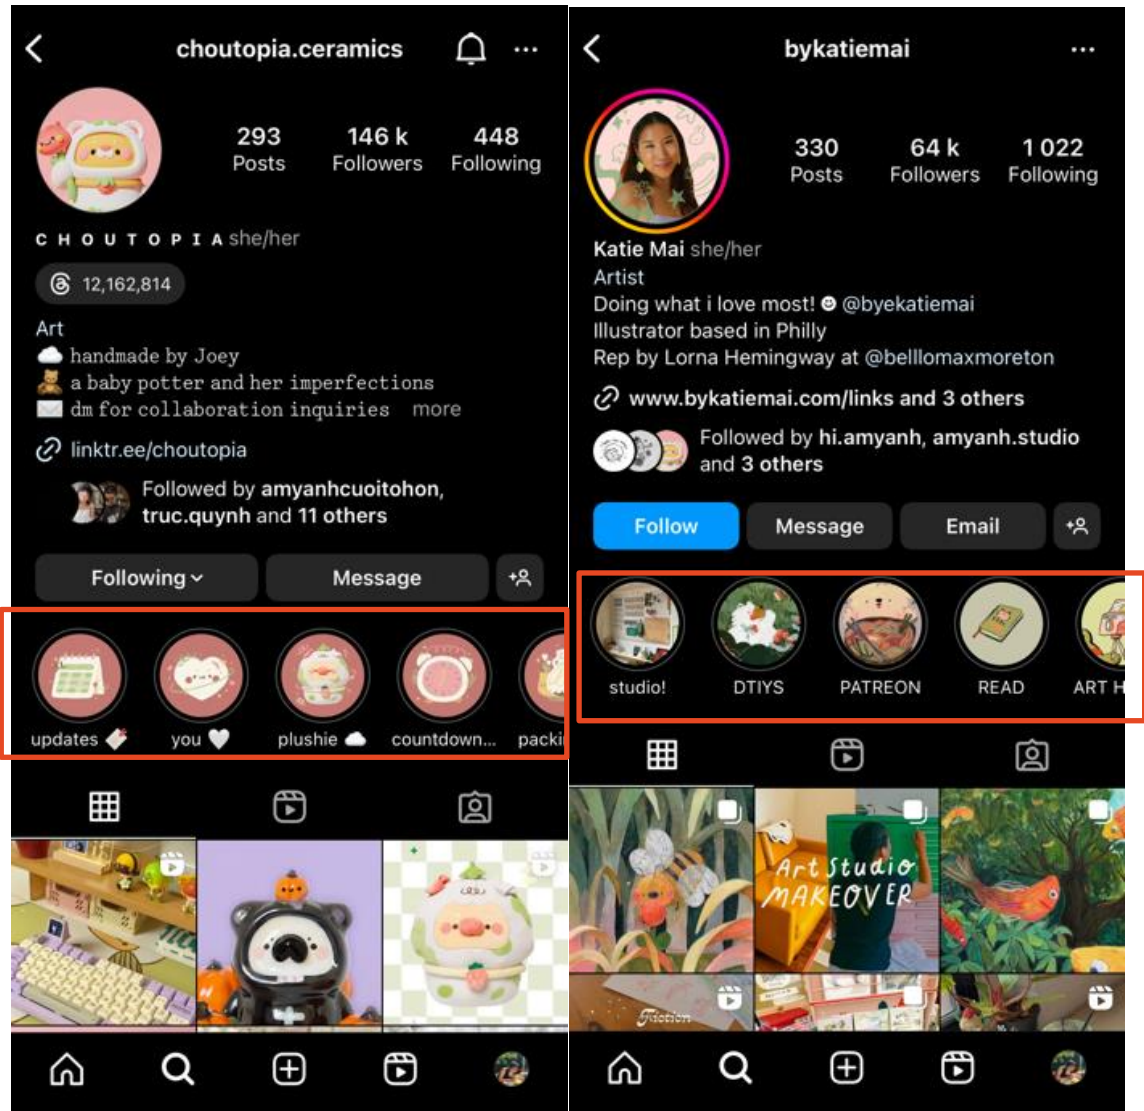 choutopia.ceramics
293 146 k 448
Posts Followers Following
C H O U T O P I A she/her
12,162,814
Art
☁️ handmade by Joey
🧸 a baby potter and her imperfections
✉️ dm for collaboration inquiries more
linktr.ee/choutopia
Followed by amyanhcuoitohon,
truc.quynh and 11 others
Following Message
updates you 🤍 plushie ☁️ countdown... packi
bykatiemai
330 64 k 1 022
Posts Followers Following
Katie Mai she/her
Artist
Doing what i love most! ☻ @byekatiemai
Illustrator based in Philly
Rep by Lorna Hemingway at @belllomaxmoreton
www.bykatiemai.com/links and 3 others
Followed by hi.amyanh, amyanh.studio
and 3 others
Follow Message Email
studio! DTIYS PATREON READ ART H
Art Studio
MAKEOVER
Friction